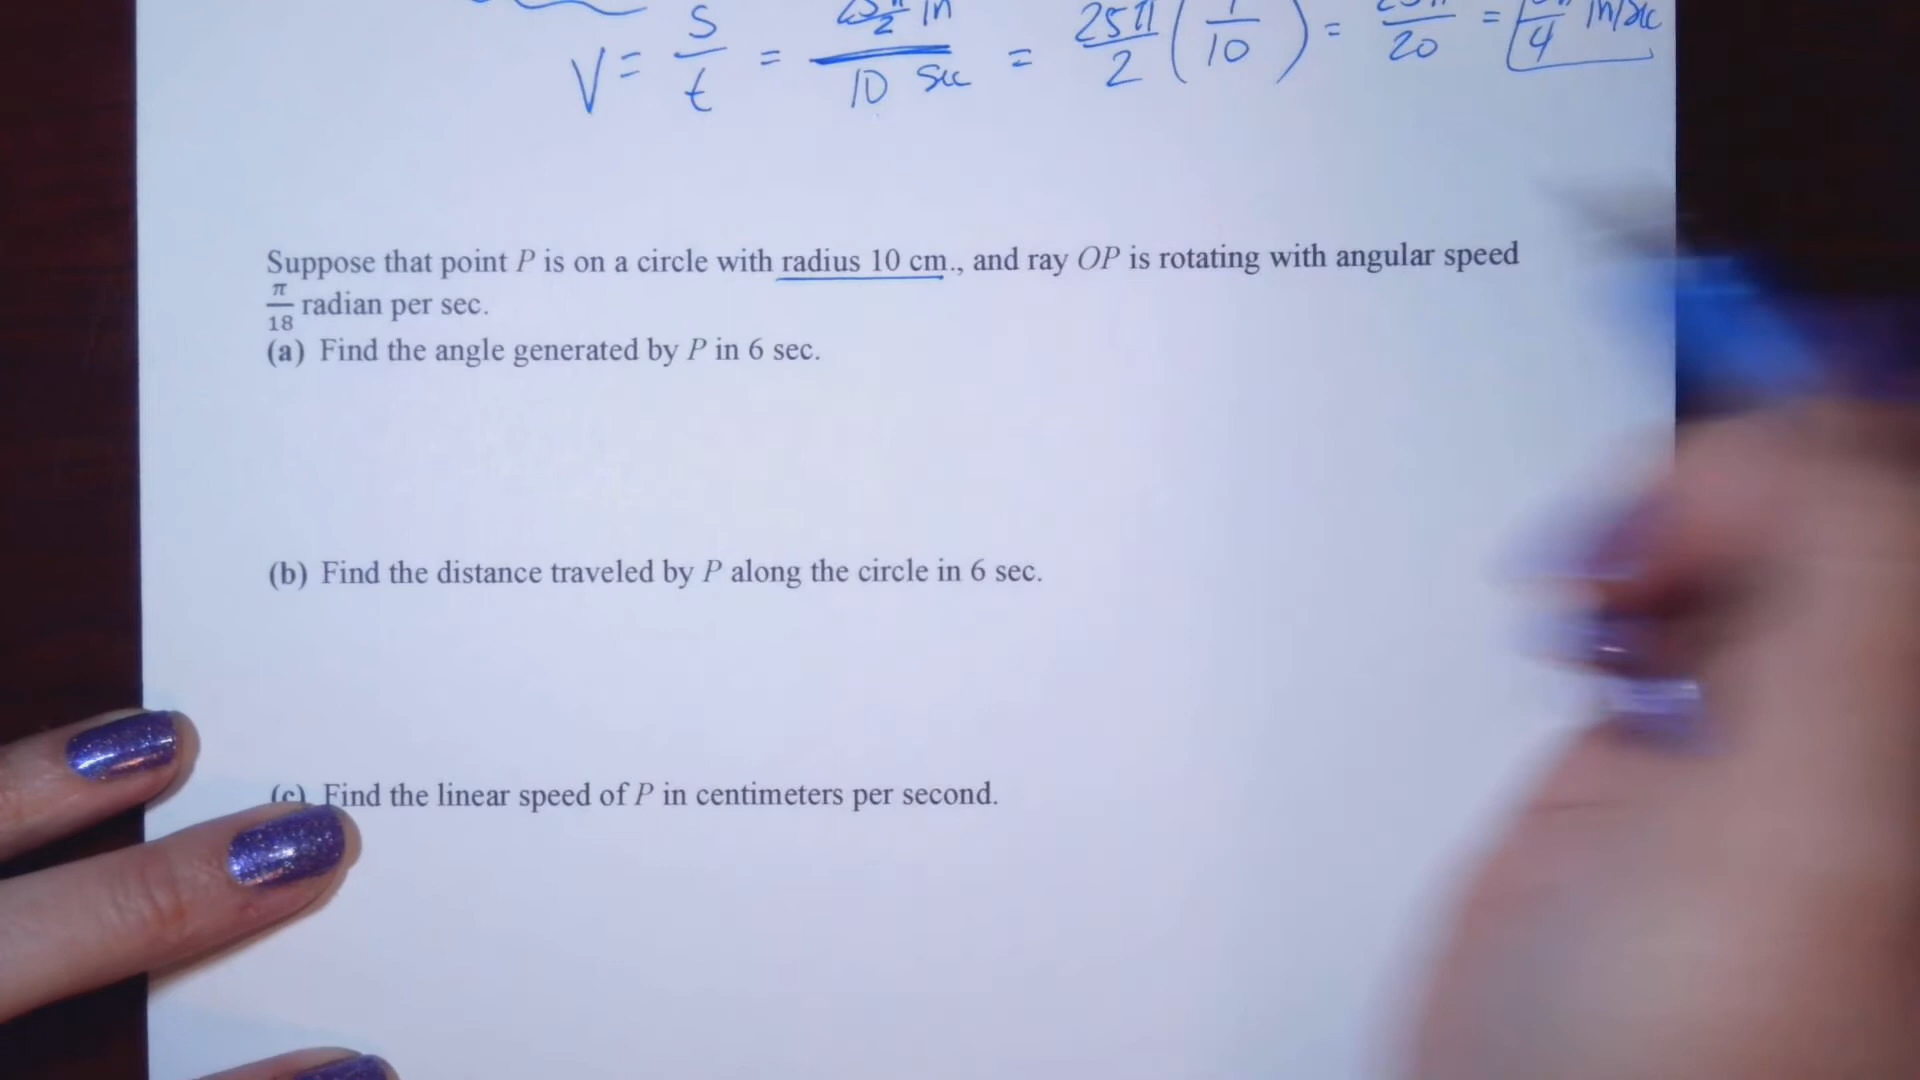 V = s/t = 25π/2 in / 10 sec = 25π/2 (1/10) = /20 = /4 in/sec
Suppose that point P is on a circle with radius 10 cm., and ray OP is rotating with angular speed
π/18 radian per sec.
(a) Find the angle generated by P in 6 sec.
(b) Find the distance traveled by P along the circle in 6 sec.
(c) Find the linear speed of P in centimeters per second.